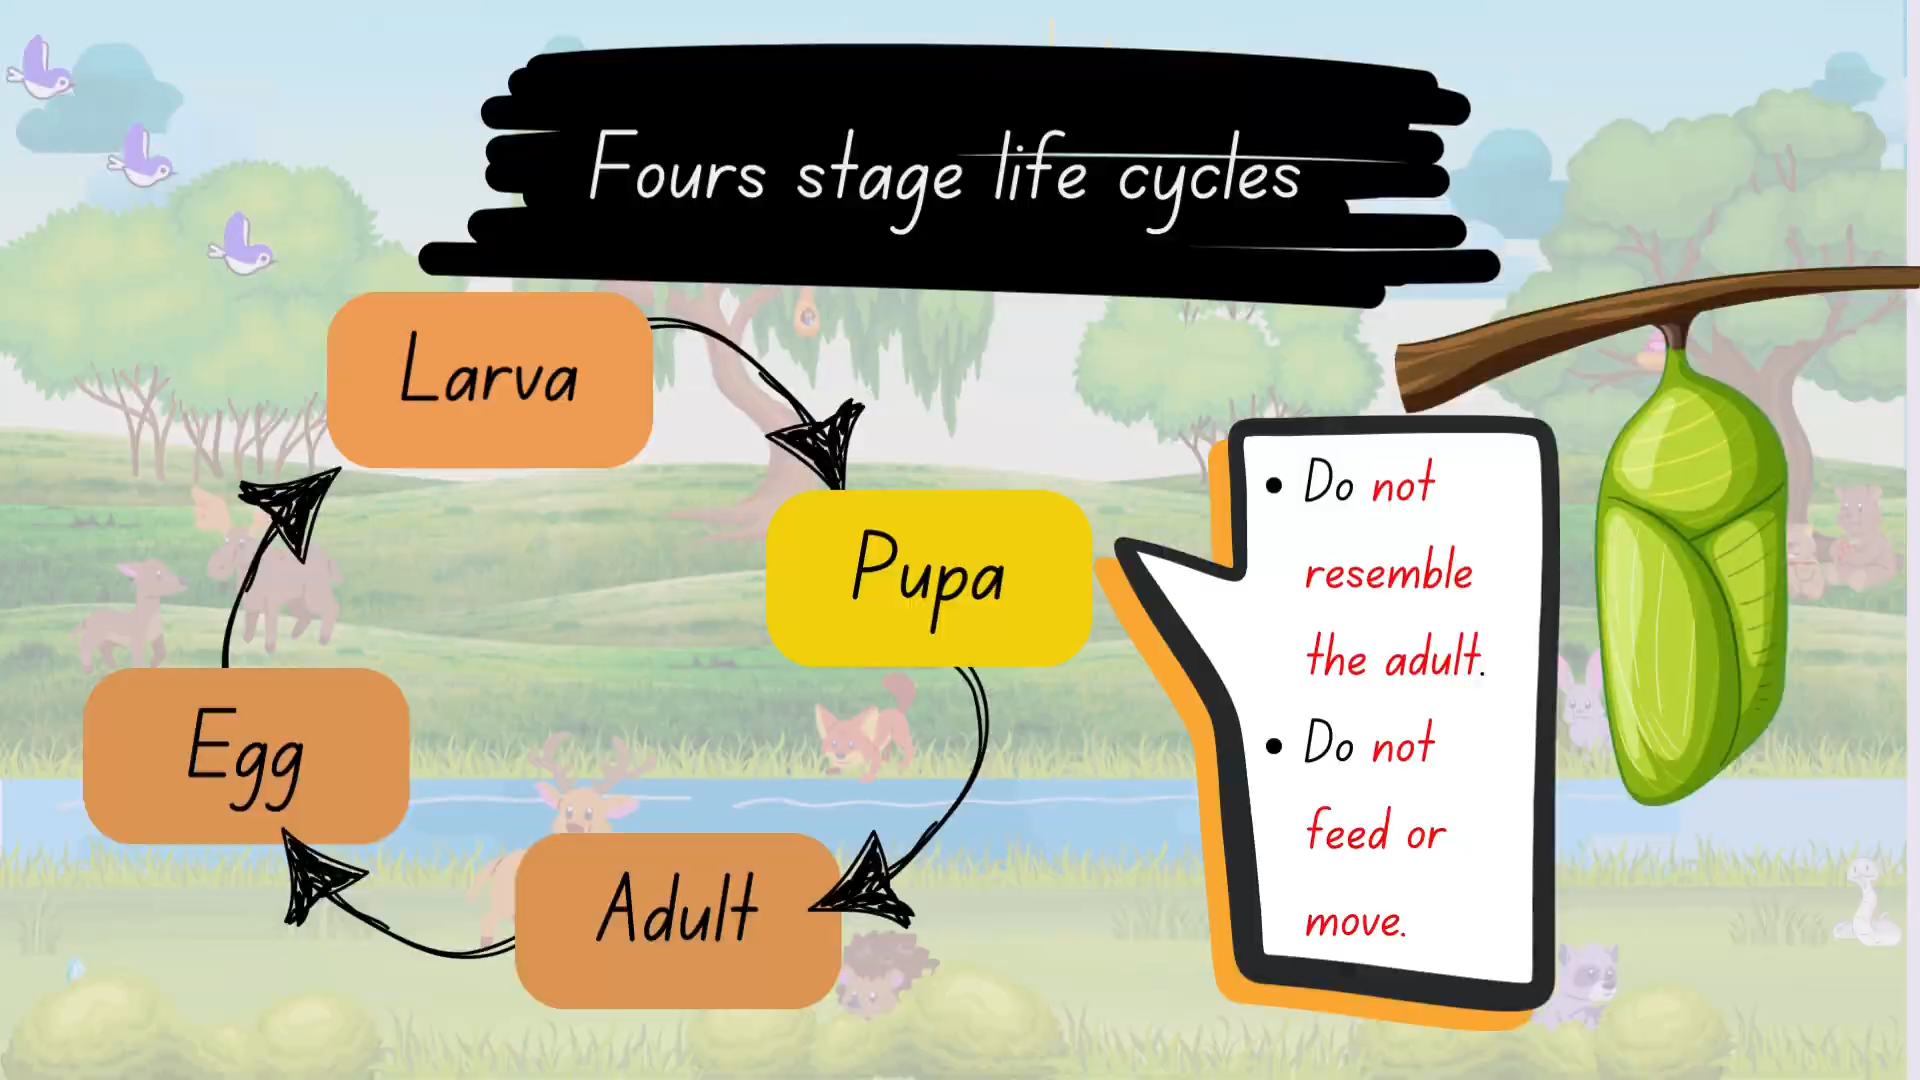 Fours stage life cycles
Larva
Pupa
Egg
Adult
• Do not
resemble
the adult.
• Do not
feed or
move.